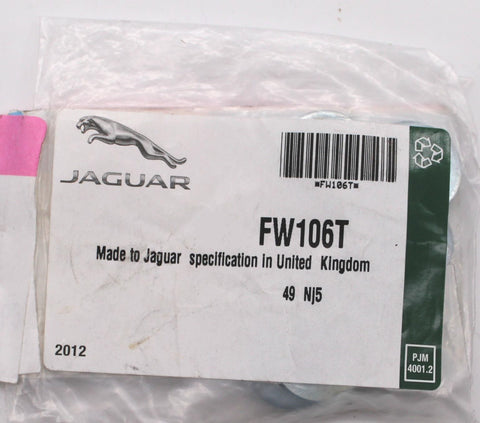 JAGUAR
*FW106T*
FW106T
Made to Jaguar specification in United Kingdom
49 NJ5
2012
PJM
4001.2